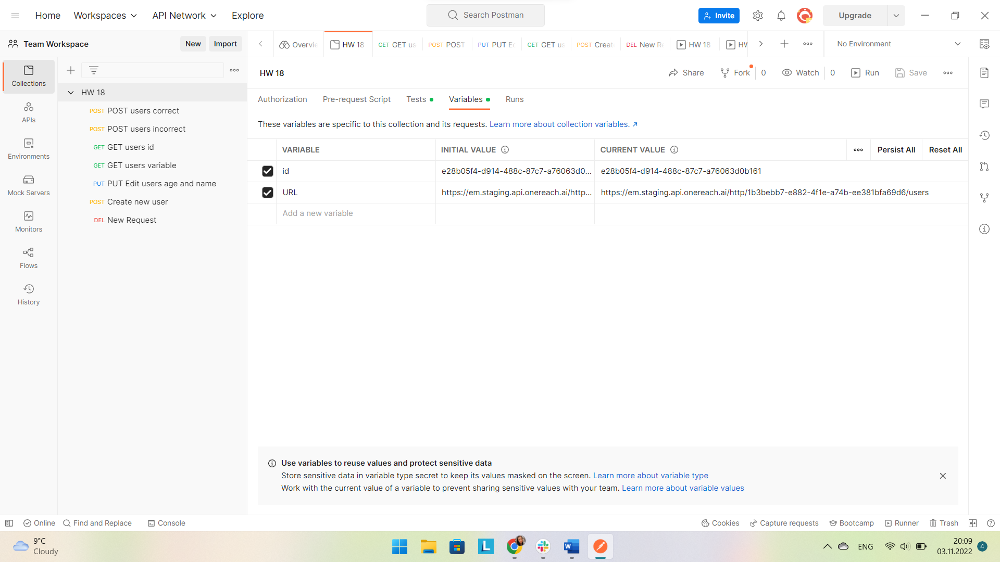 Home
Workspaces
API Network
Explore
Search Postman
Invite
Upgrade
Team Workspace
New
Import
Overvie
HW 18
GET GET us
POST POST
PUT PUT Ed
GET GET us
POST Creat
DEL New Re
HW 18
HW
No Environment
Collections
APIs
Environments
Mock Servers
Monitors
Flows
History
HW 18
POST POST users correct
POST POST users incorrect
GET GET users id
GET GET users variable
PUT PUT Edit users age and name
POST Create new user
DEL New Request
HW 18
Share
Fork 0
Watch 0
Run
Save
Authorization
Pre-request Script
Tests
Variables
Runs
These variables are specific to this collection and its requests. Learn more about collection variables. ↗
VARIABLE
INITIAL VALUE
CURRENT VALUE
Persist All
Reset All
id
e28b05f4-d914-488c-87c7-a76063d0...
e28b05f4-d914-488c-87c7-a76063d0b161
URL
https://em.staging.api.onereach.ai/http...
https://em.staging.api.onereach.ai/http/1b3bebb7-e882-4f1e-a74b-ee381bfa69d6/users
Add a new variable
Use variables to reuse values and protect sensitive data
Store sensitive data in variable type secret to keep its values masked on the screen. Learn more about variable type
Work with the current value of a variable to prevent sharing sensitive values with your team. Learn more about variable values
Online
Find and Replace
Console
Cookies
Capture requests
Bootcamp
Runner
Trash
9°C
Cloudy
L
W
ENG
20:09
03.11.2022
4